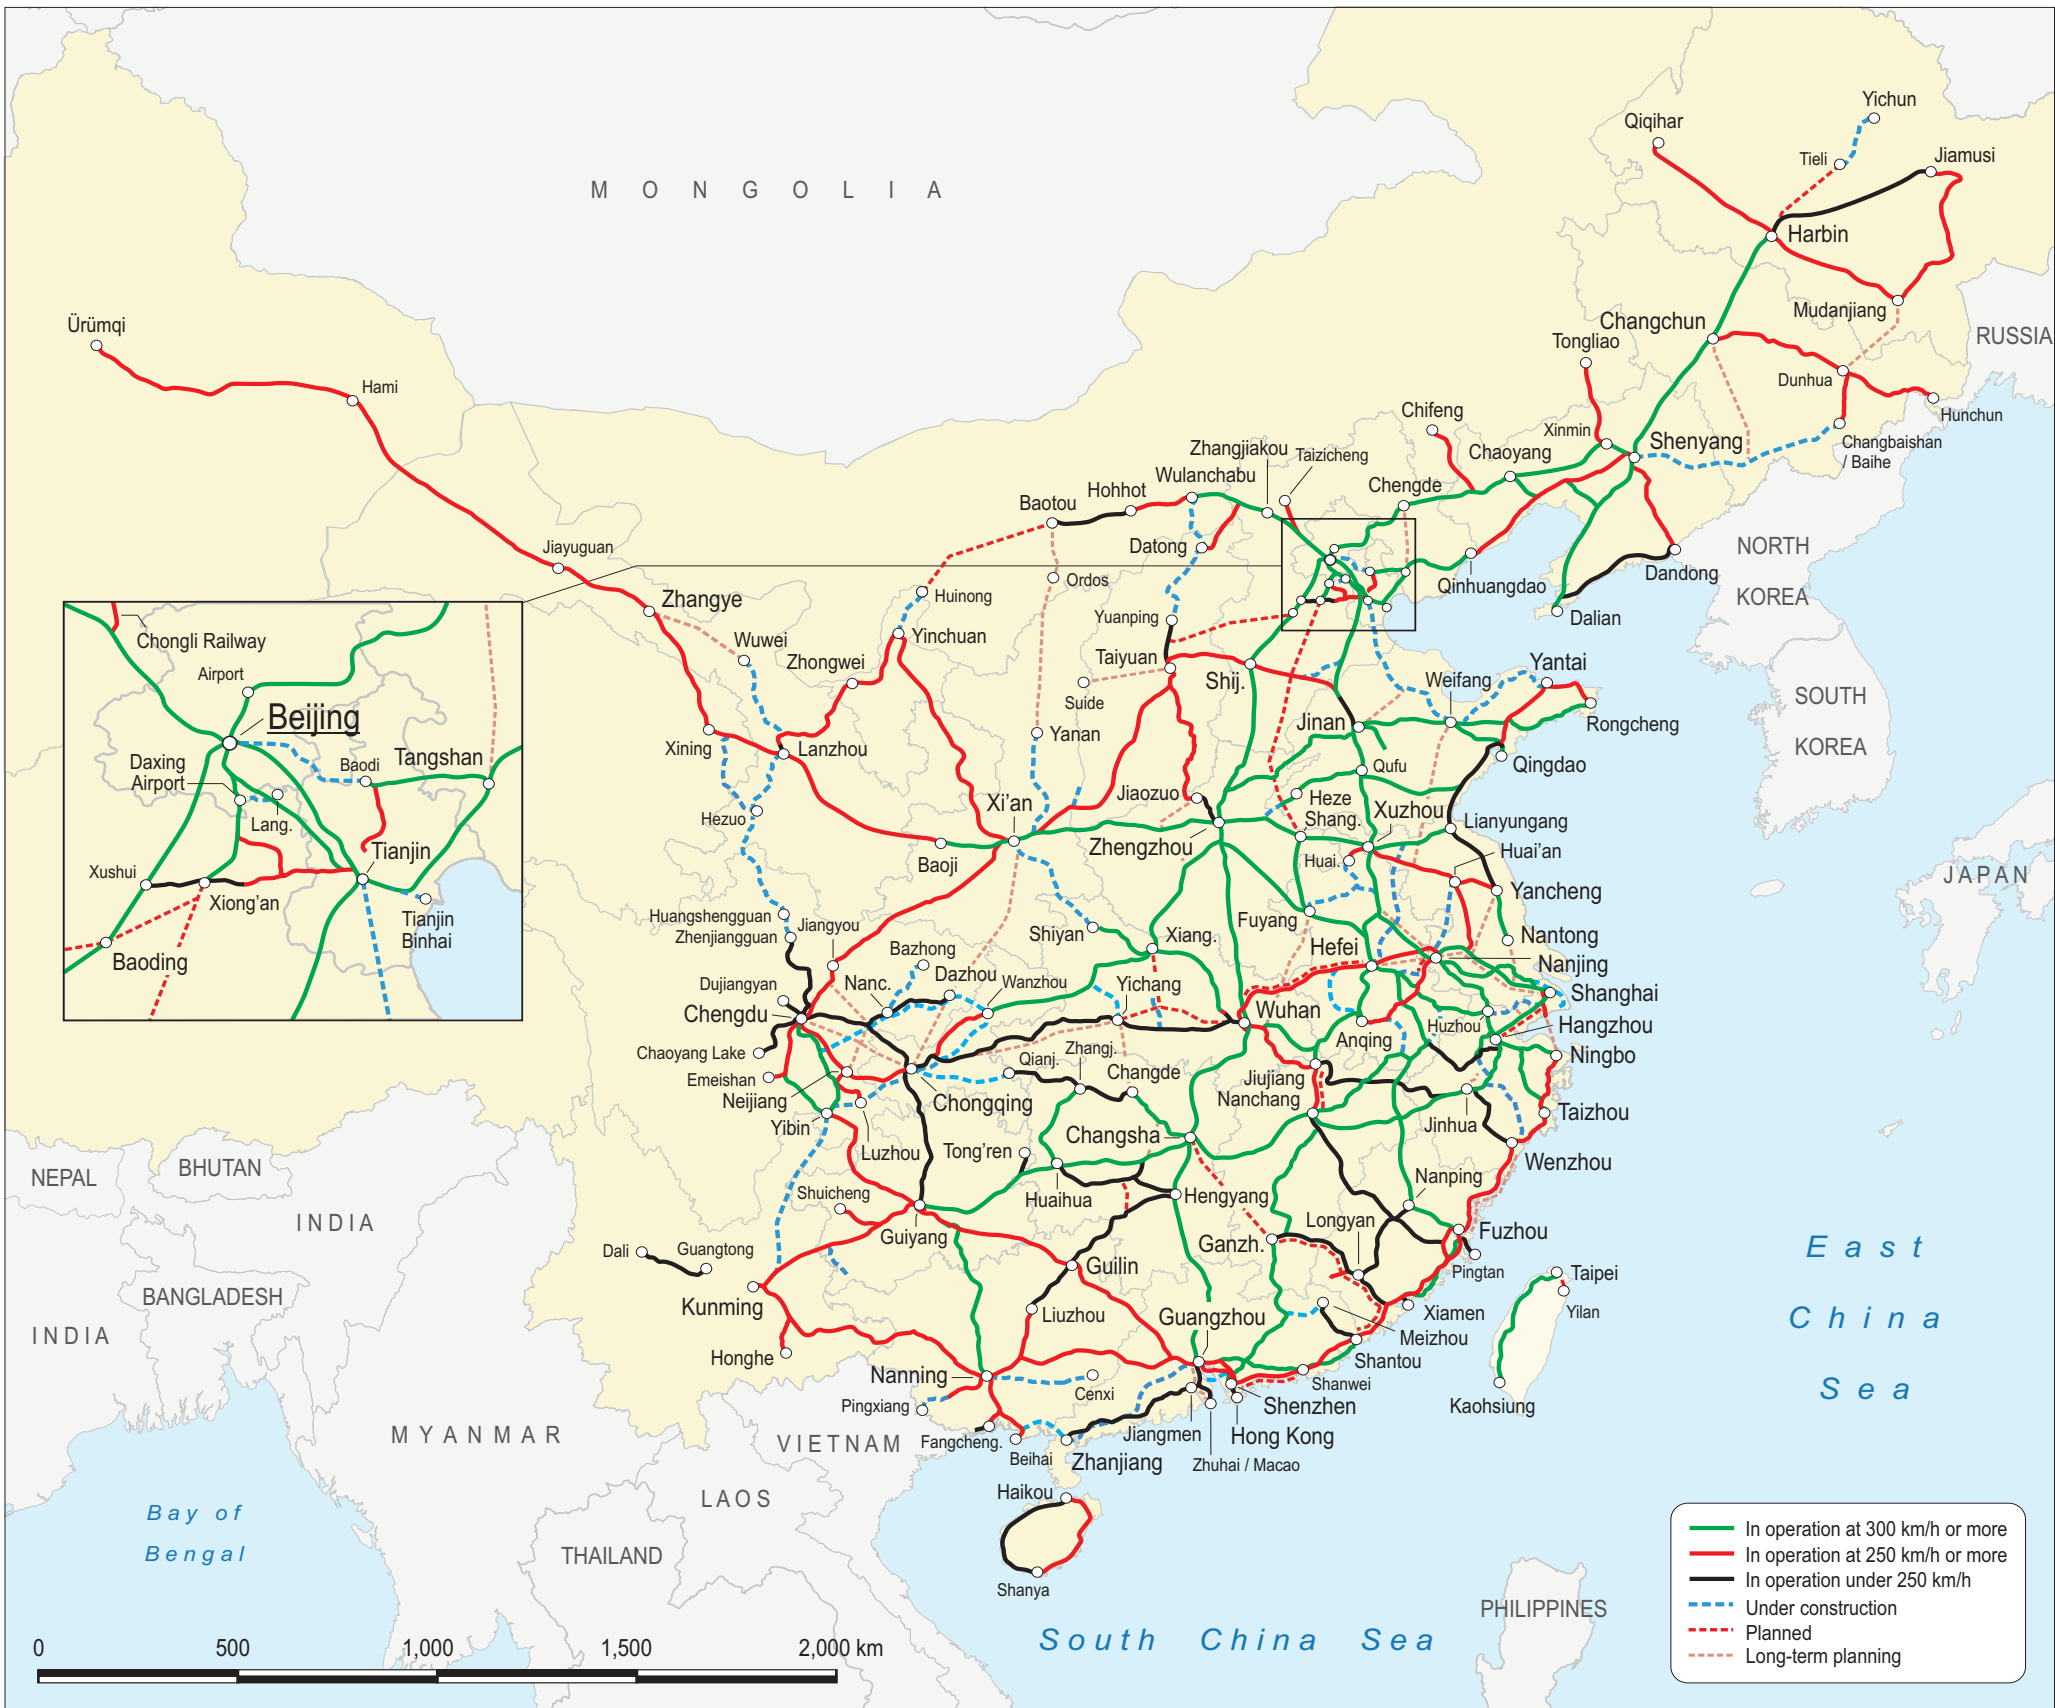 MONGOLIA
Yichun
Qiqihar
Tieli
Jiamusi
Harbin
Mudanjiang
Changchun
Tongliao
RUSSIA
Dunhua
Hunchun
Ürümqi
Hami
Chifeng
Xinmin
Shenyang
Changbaishan
/ Baihe
Zhangjiakou
Taizicheng
Chaoyang
Wulanchabu
Chengde
Hohhot
Baotou
Datong
Jiayuguan
NORTH
KOREA
Dandong
Qinhuangdao
Dalian
Ordos
Huinong
Zhangye
Yuanping
Yinchuan
Wuwei
Zhongwei
Taiyuan
Shij.
Suide
Weifang
Yantai
SOUTH
KOREA
Rongcheng
Chongli Railway
Airport
Beijing
Daxing
Airport
Baodi
Tangshan
Lang.
Tianjin
Xushui
Xiong'an
Tianjin
Binhai
Baoding
Xining
Lanzhou
Yanan
Jinan
Qingdao
Qufu
Hezuo
Xi'an
Jiaozuo
Heze
Shang.
Xuzhou
Lianyungang
Baoji
Zhengzhou
Huai.
Huai'an
Yancheng
JAPAN
Huangshengguan
Zhenjiangguan
Jiangyou
Shiyan
Xiang.
Fuyang
Hefei
Nantong
Nanjing
Bazhong
Dazhou
Nanc.
Wanzhou
Yichang
Dujiangyan
Chengdu
Wuhan
Shanghai
Huzhou
Hangzhou
Anqing
Ningbo
Chaoyang Lake
Emeishan
Neijiang
Qianj.
Zhangj.
Changde
Jiujiang
Nanchang
Chongqing
Yibin
Jinhua
Taizhou
Luzhou
Tong'ren
Changsha
Wenzhou
NEPAL
BHUTAN
INDIA
Shuicheng
Huaihua
Hengyang
Nanping
Longyan
Fuzhou
Guiyang
Ganzh.
Dali
Guangtong
Guilin
Pingtan
East
China
Sea
BANGLADESH
INDIA
Kunming
Liuzhou
Guangzhou
Xiamen
Meizhou
Taipei
Yilan
Honghe
Nanning
Shantou
Shanwei
Cenxi
Pingxiang
Shenzhen
Kaohsiung
MYANMAR
VIETNAM
Fangcheng.
Beihai
Zhanjiang
Jiangmen
Hong Kong
Zhuhai / Macao
LAOS
Haikou
Bay of
Bengal
THAILAND
Shanya
PHILIPPINES
South China Sea
In operation at 300 km/h or more
In operation at 250 km/h or more
In operation under 250 km/h
Under construction
Planned
Long-term planning
0 500 1,000 1,500 2,000 km